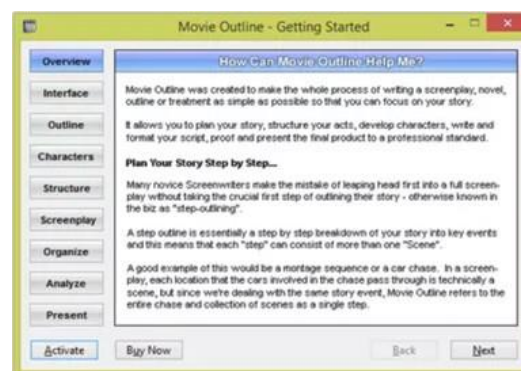 Movie Outline - Getting Started
Overview
Interface
Outline
Characters
Structure
Screenplay
Organize
Analyze
Present
How Can Movie Outline Help Me?
Movie Outline was created to make the whole process of writing a screenplay, novel,
outline or treatment as simple as possible so that you can focus on your story.
It allows you to plan your story, structure your acts, develop characters, write and
format your script, proof and present the final product to a professional standard.
Plan Your Story Step by Step...
Many novice Screenwriters make the mistake of leaping head first into a full screen-
play without taking the crucial first step of outlining their story - otherwise known in
the biz as "step-outlining".
A step outline is essentially a step by step breakdown of your story into key events
and this means that each "step" can consist of more than one "Scene".
A good example of this would be a montage sequence or a car chase. In a screen-
play, each location that the cars involved in the chase pass through is technically a
scene, but since we're dealing with the same story event, Movie Outline refers to the
entire chase and collection of scenes as a single step.
Activate
Buy Now
Back
Next